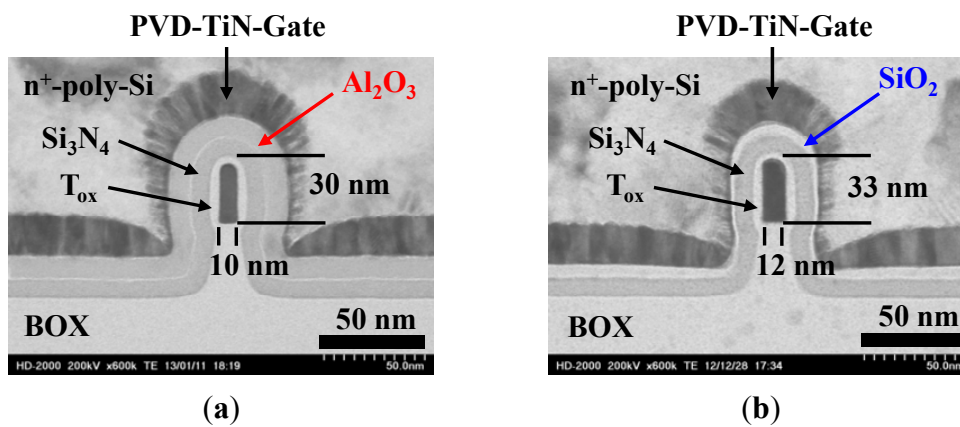 PVD-TiN-Gate
n+-poly-Si
Al2O3
Si3N4
Tox
30 nm
10 nm
BOX
50 nm
HD-2000 200kV x600k TE 13/01/11 18:19
50.0nm
(a)
PVD-TiN-Gate
n+-poly-Si
SiO2
Si3N4
Tox
33 nm
12 nm
BOX
50 nm
HD-2000 200kV x600k TE 12/12/28 17:34
50.0nm
(b)